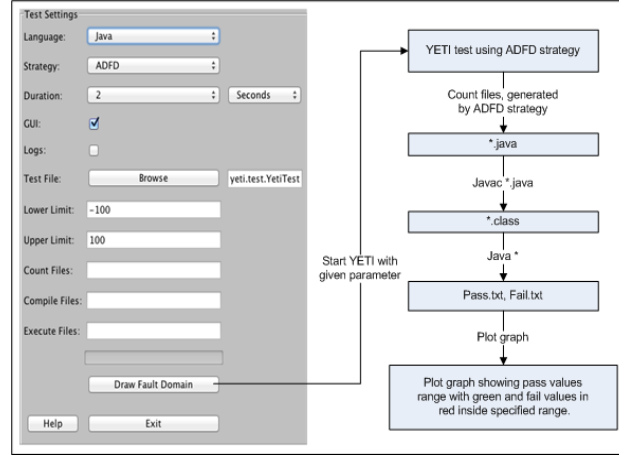 Test Settings
Language: Java
Strategy: ADFD
Duration: 2 Seconds
GUI:
Logs:
Test File: Browse yeti.test.YetiTest
Lower Limit: -100
Upper Limit: 100
Count Files:
Compile Files:
Execute Files:
Draw Fault Domain
Help Exit
Start YETI with
given parameter
YETI test using ADFD strategy
Count files, generated
by ADFD strategy
*.java
Javac *.java
*.class
Java *
Pass.txt, Fail.txt
Plot graph
Plot graph showing pass values
range with green and fail values in
red inside specified range.